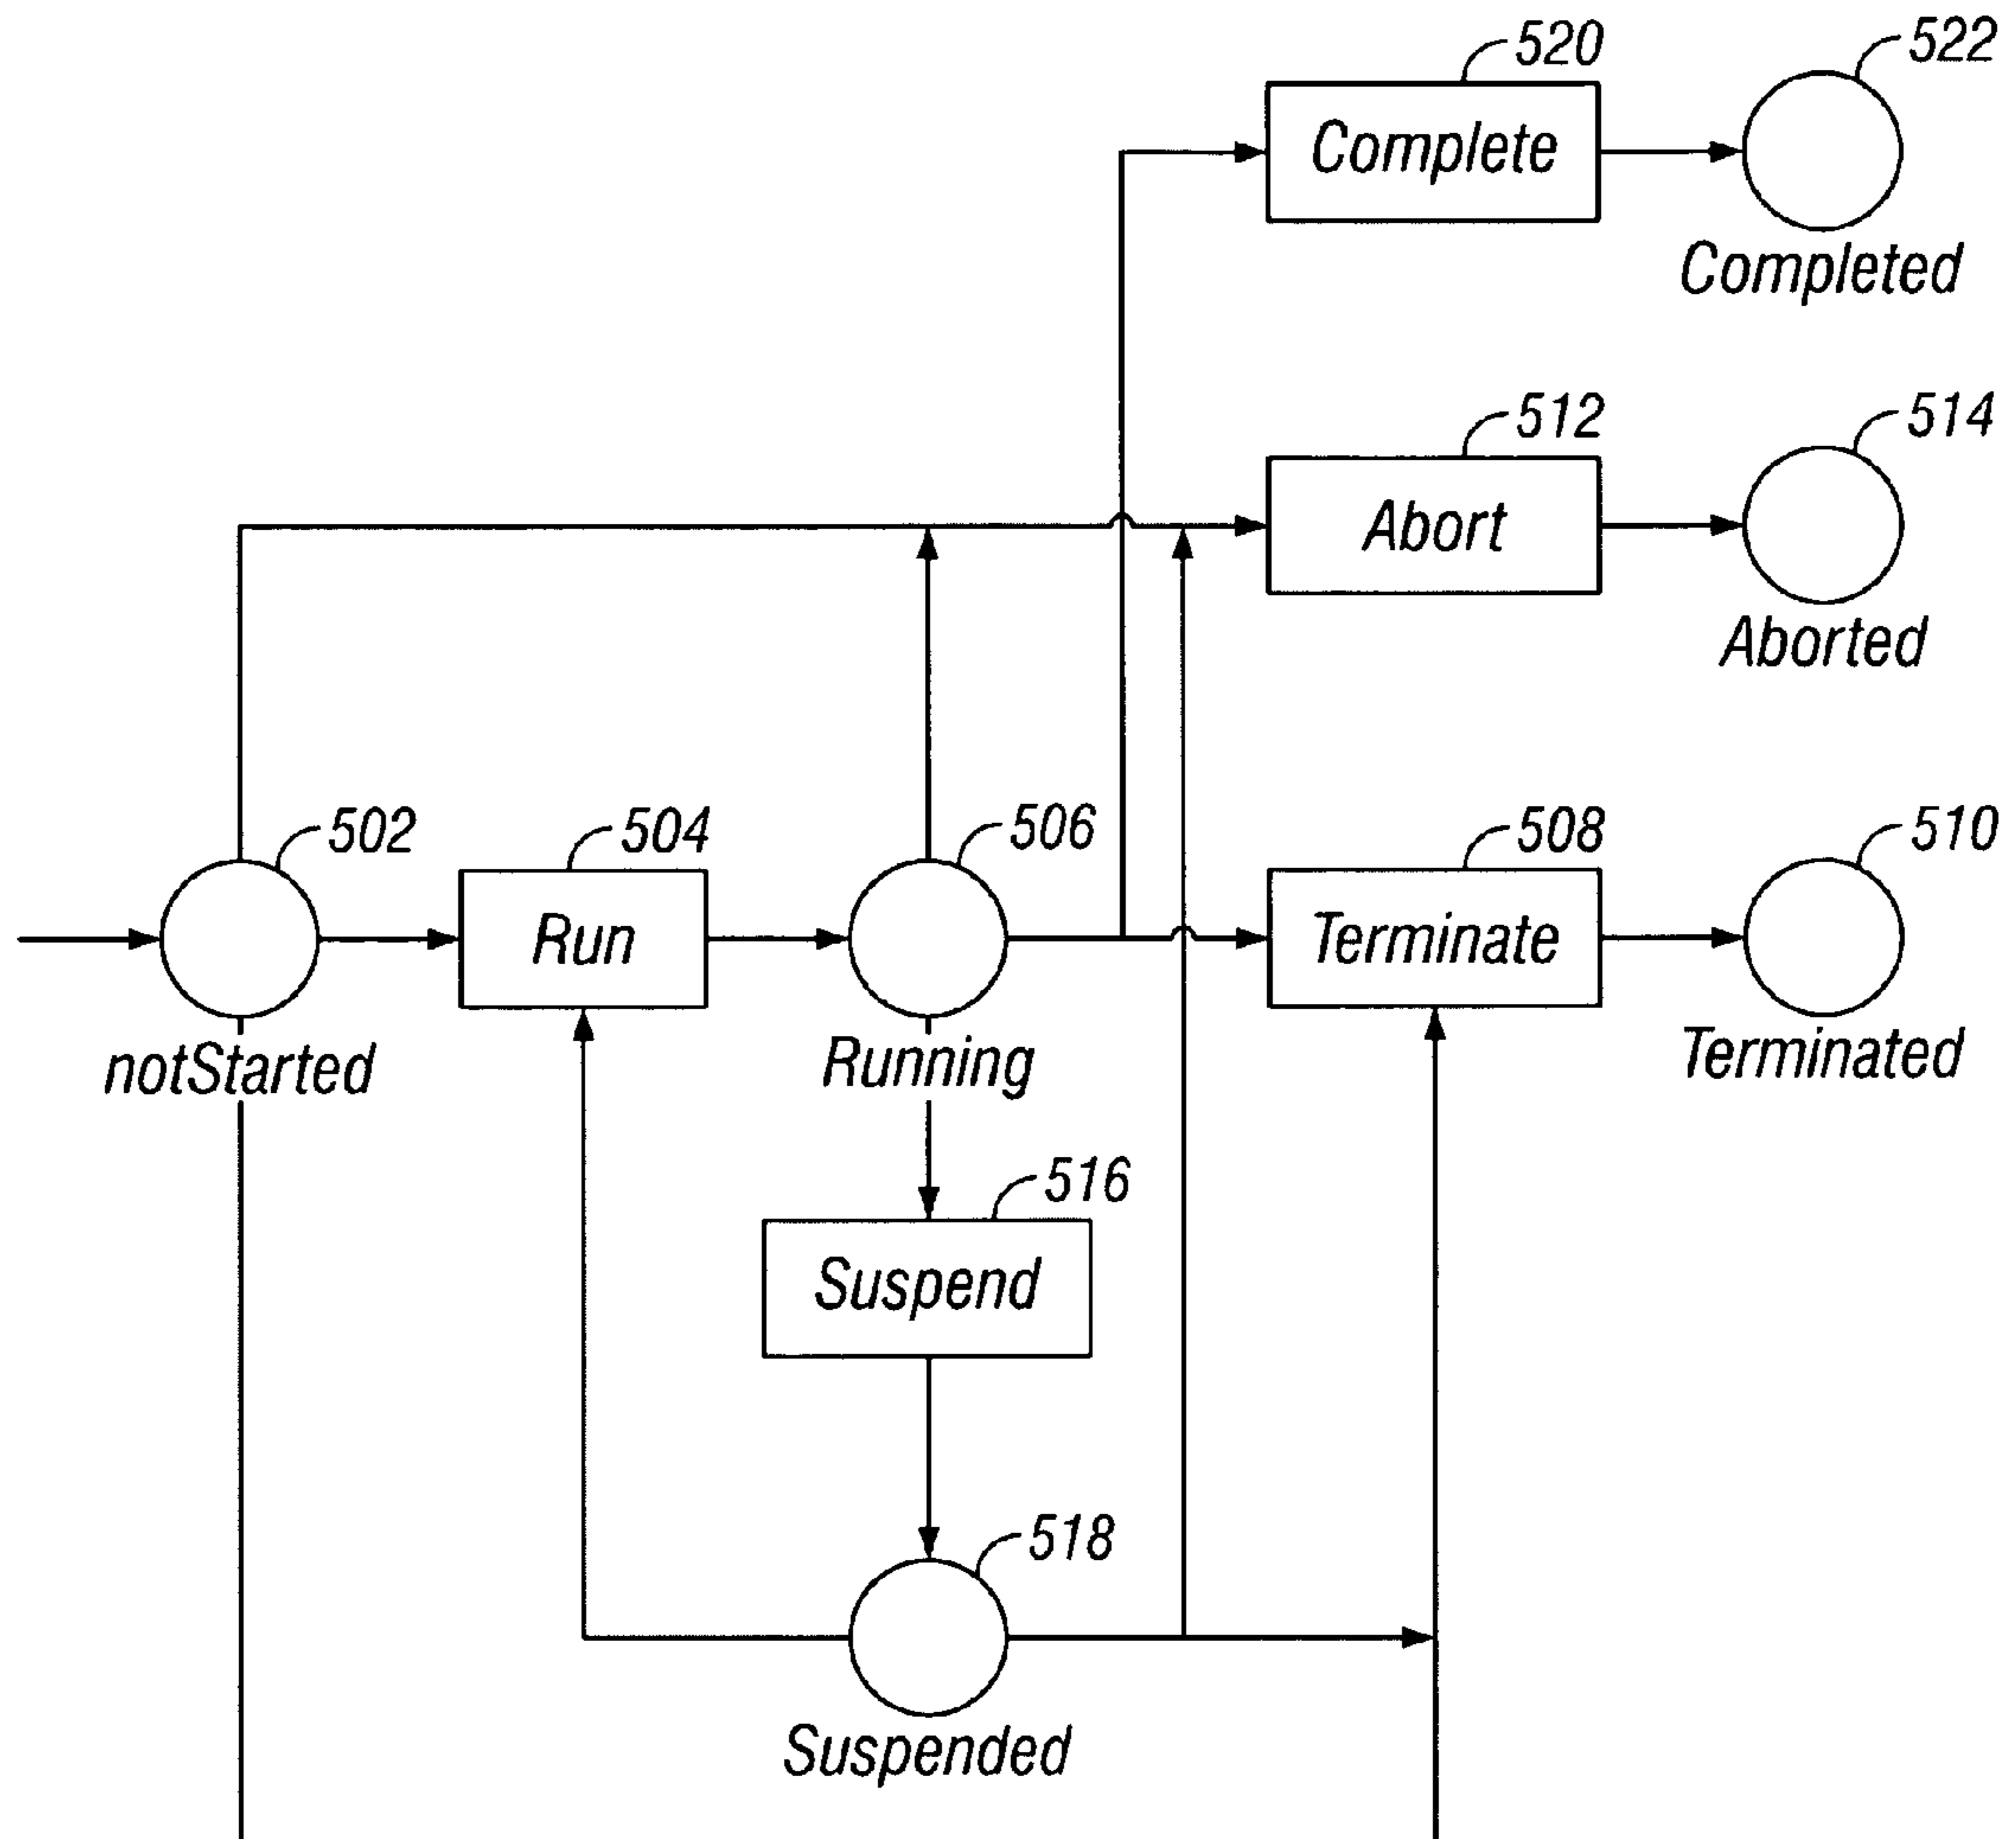 520
522
Complete
Completed
512
514
Abort
Aborted
502
504
506
508
510
Run
Terminate
notStarted
Running
Terminated
516
Suspend
518
Suspended